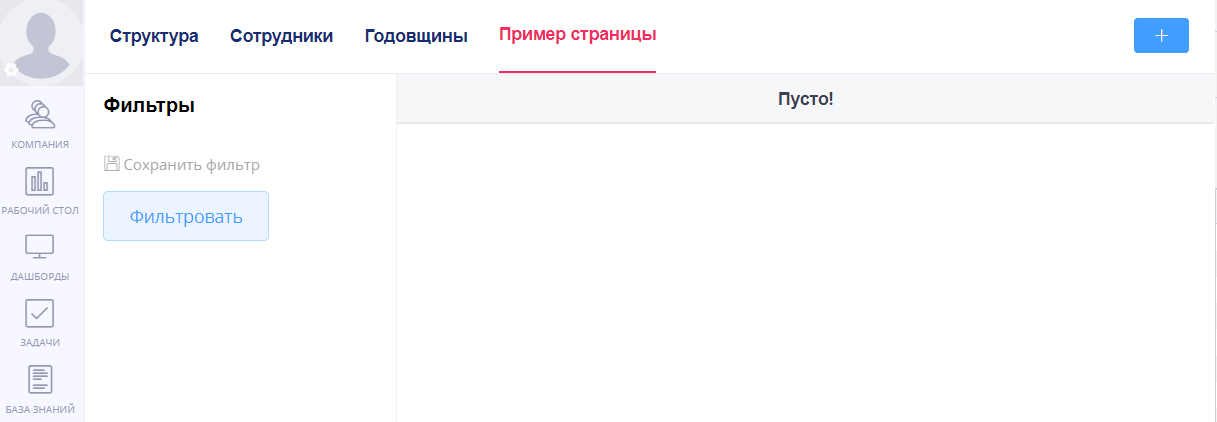 Структура Сотрудники Годовщины Пример страницы
КОМПАНИЯ
РАБОЧИЙ СТОЛ
ДАШБОРДЫ
ЗАДАЧИ
БАЗА ЗНАНИЙ
Фильтры
Сохранить фильтр
Фильтровать
Пусто!